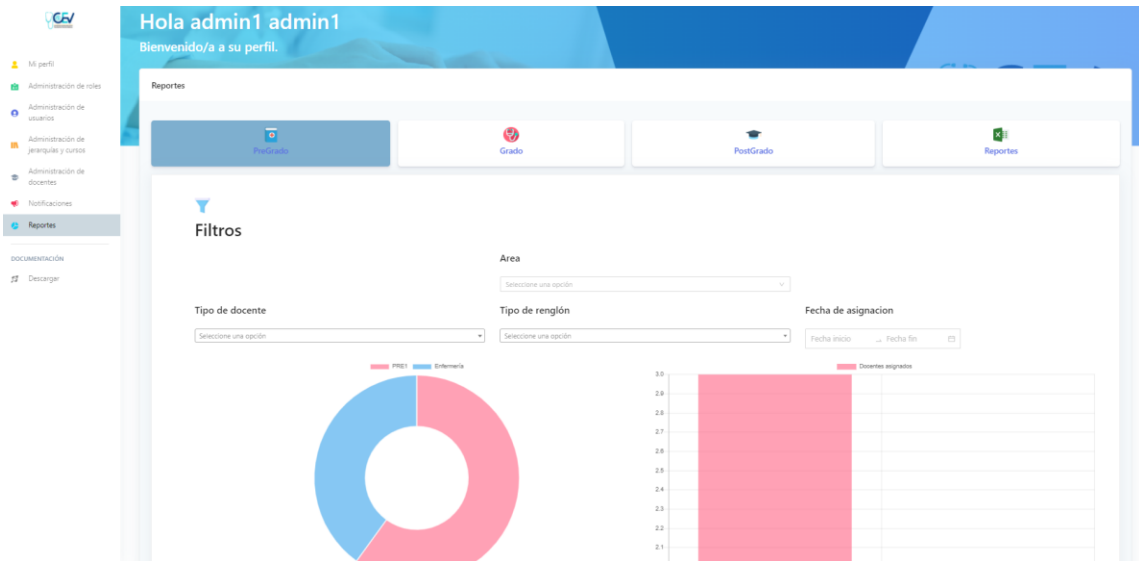 CEV
Hola admin1 admin1
Bienvenido/a a su perfil.
Mi perfil
Administración de roles
Administración de
usuarios
Administración de
jerarquías y cursos
Administración de
docentes
Notificaciones
Reportes
DOCUMENTACIÓN
Descargar
Reportes
PreGrado
Grado
PostGrado
Reportes
Filtros
Area
Seleccione una opción
Tipo de docente
Seleccione una opción
Tipo de renglón
Seleccione una opción
Fecha de asignacion
Fecha inicio
Fecha fin
PRE1
Enfermería
Docentes asignados
3.0
2.9
2.8
2.7
2.6
2.5
2.4
2.3
2.2
2.1